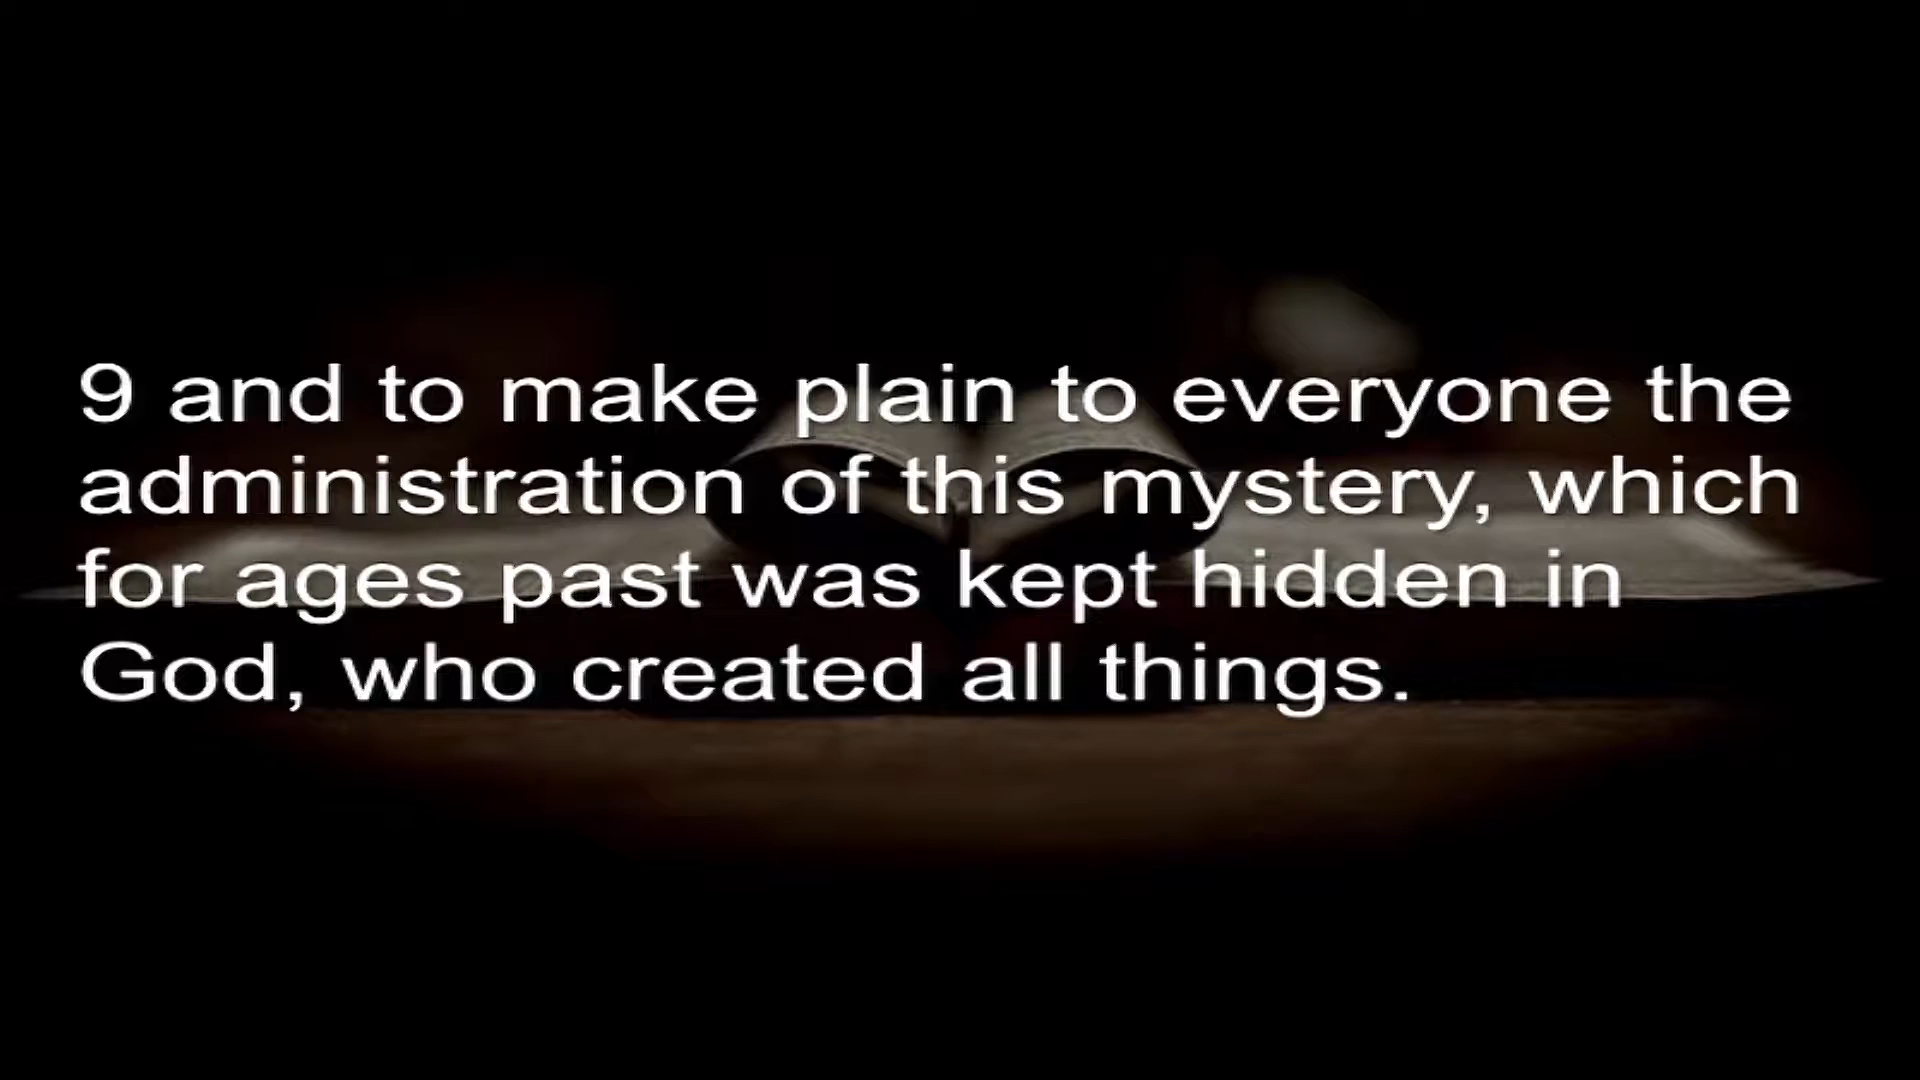 9 and to make plain to everyone the
administration of this mystery, which
for ages past was kept hidden in
God, who created all things.